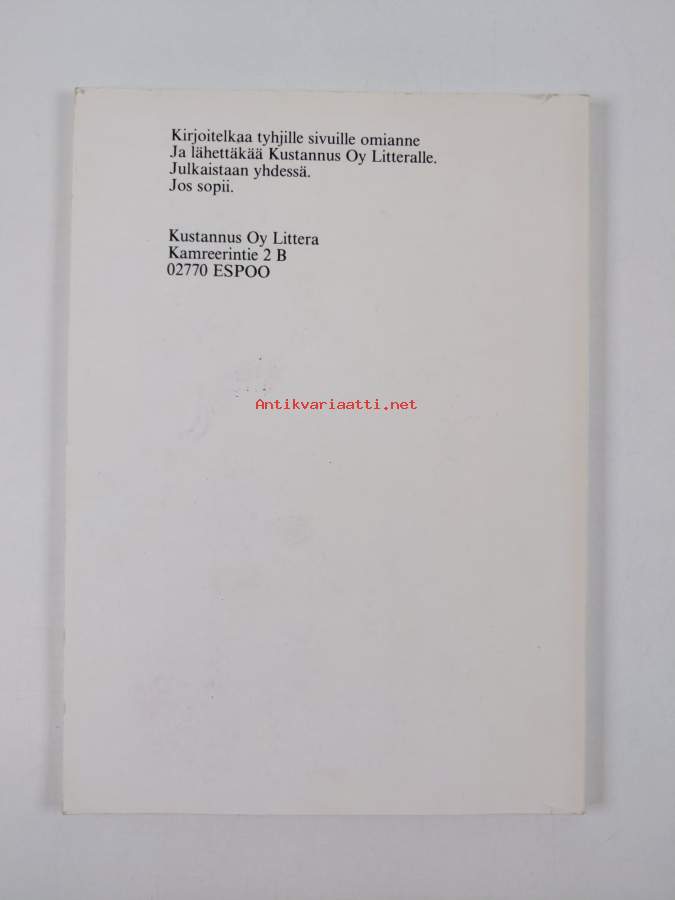 Kirjoitelkaa tyhjille sivuille omianne
Ja lähettäkää Kustannus Oy Litteralle.
Julkaistaan yhdessä.
Jos sopii.
Kustannus Oy Littera
Kamreerintie 2 B
02770 ESPOO
Antikvariaatti.net